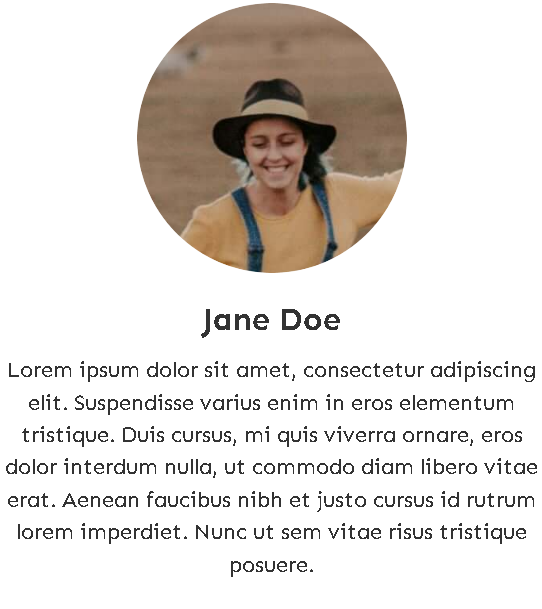 Jane Doe
Lorem ipsum dolor sit amet, consectetur adipiscing
elit. Suspendisse varius enim in eros elementum
tristique. Duis cursus, mi quis viverra ornare, eros
dolor interdum nulla, ut commodo diam libero vitae
erat. Aenean faucibus nibh et justo cursus id rutrum
lorem imperdiet. Nunc ut sem vitae risus tristique
posuere.